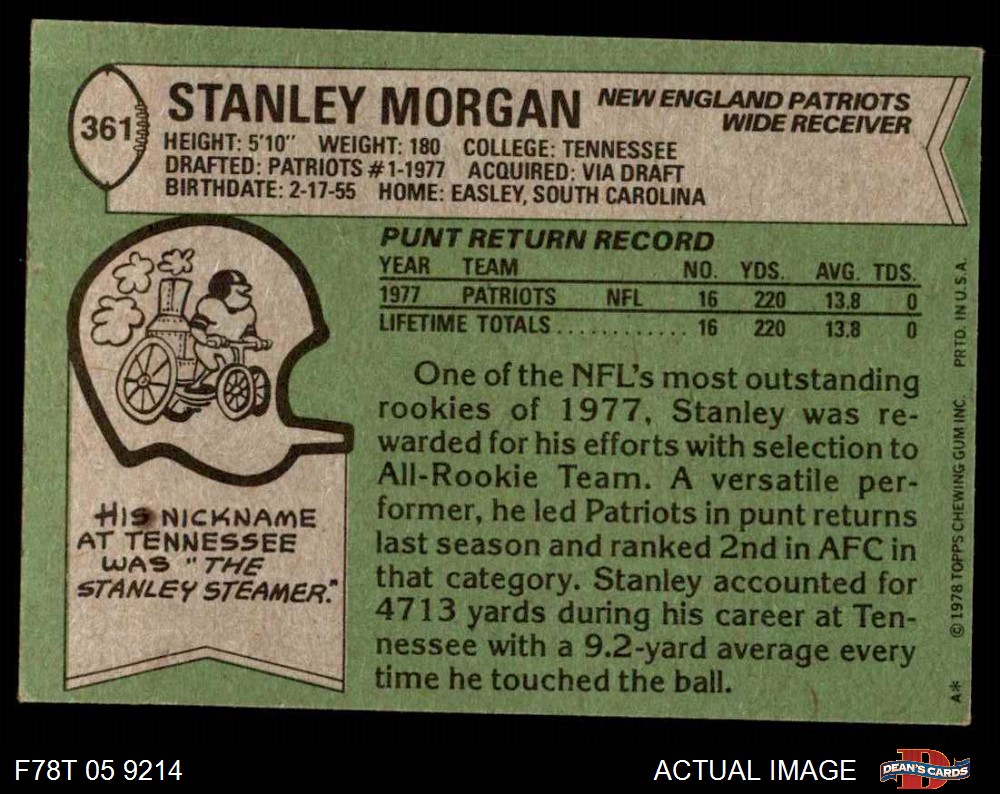 361
STANLEY MORGAN
NEW ENGLAND PATRIOTS
WIDE RECEIVER
HEIGHT: 5'10" WEIGHT: 180 COLLEGE: TENNESSEE
DRAFTED: PATRIOTS #1-1977 ACQUIRED: VIA DRAFT
BIRTHDATE: 2-17-55 HOME: EASLEY, SOUTH CAROLINA
PUNT RETURN RECORD
YEAR TEAM NO. YDS. AVG. TDS.
1977 PATRIOTS NFL 16 220 13.8 0
LIFETIME TOTALS ............ 16 220 13.8 0
One of the NFL's most outstanding
rookies of 1977, Stanley was re-
warded for his efforts with selection to
All-Rookie Team. A versatile per-
former, he led Patriots in punt returns
last season and ranked 2nd in AFC in
that category. Stanley accounted for
4713 yards during his career at Ten-
nessee with a 9.2-yard average every
time he touched the ball.
HIS NICKNAME
AT TENNESSEE
WAS "THE
STANLEY STEAMER."
A* © 1978 TOPPS CHEWING GUM INC. PRTD. IN U.S.A.
F78T 05 9214
ACTUAL IMAGE
D
DEAN'S CARDS